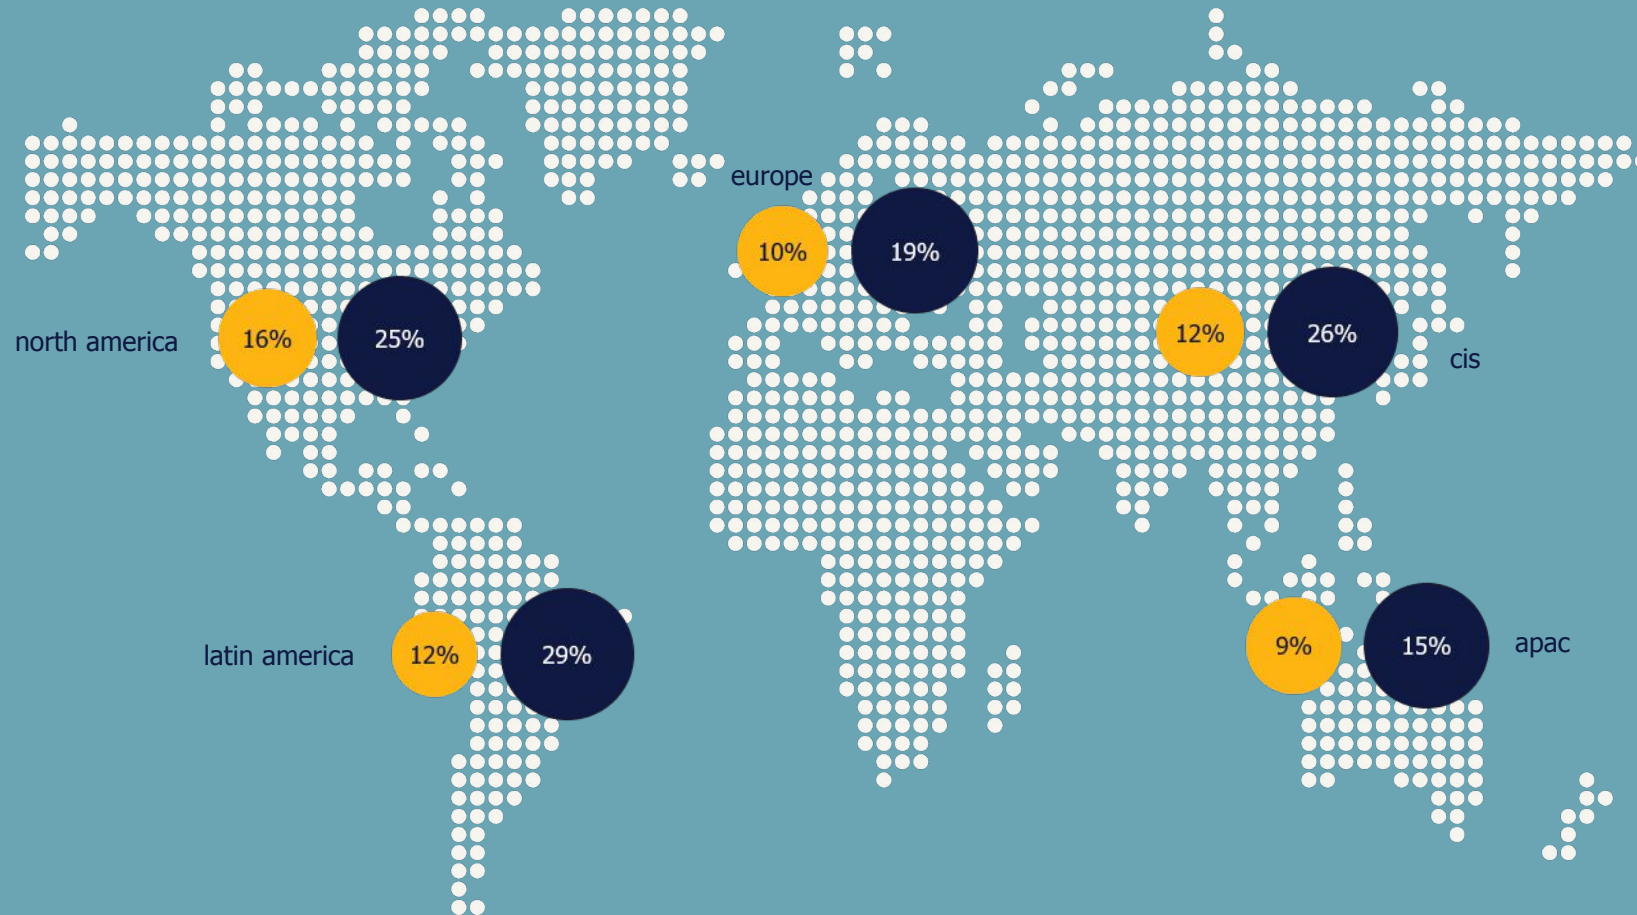 europe
10%
19%
north america
16%
25%
12%
26%
cis
latin america
12%
29%
9%
15%
apac